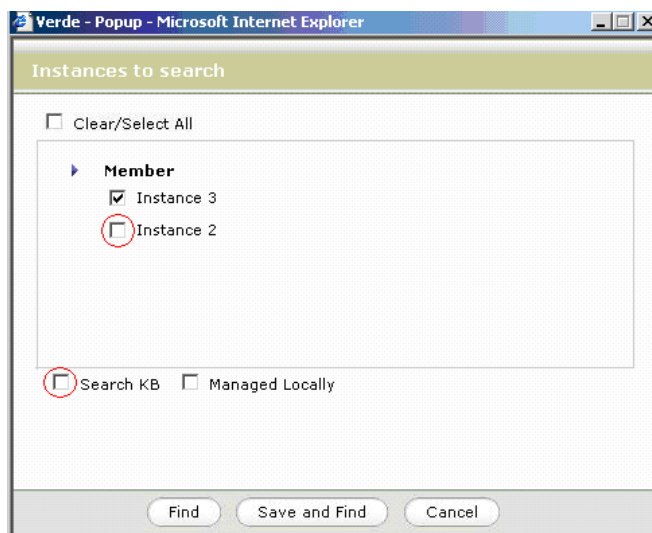 Verde - Popup - Microsoft Internet Explorer
Instances to search
Clear/Select All
Member
Instance 3
Instance 2
Search KB Managed Locally
Find Save and Find Cancel